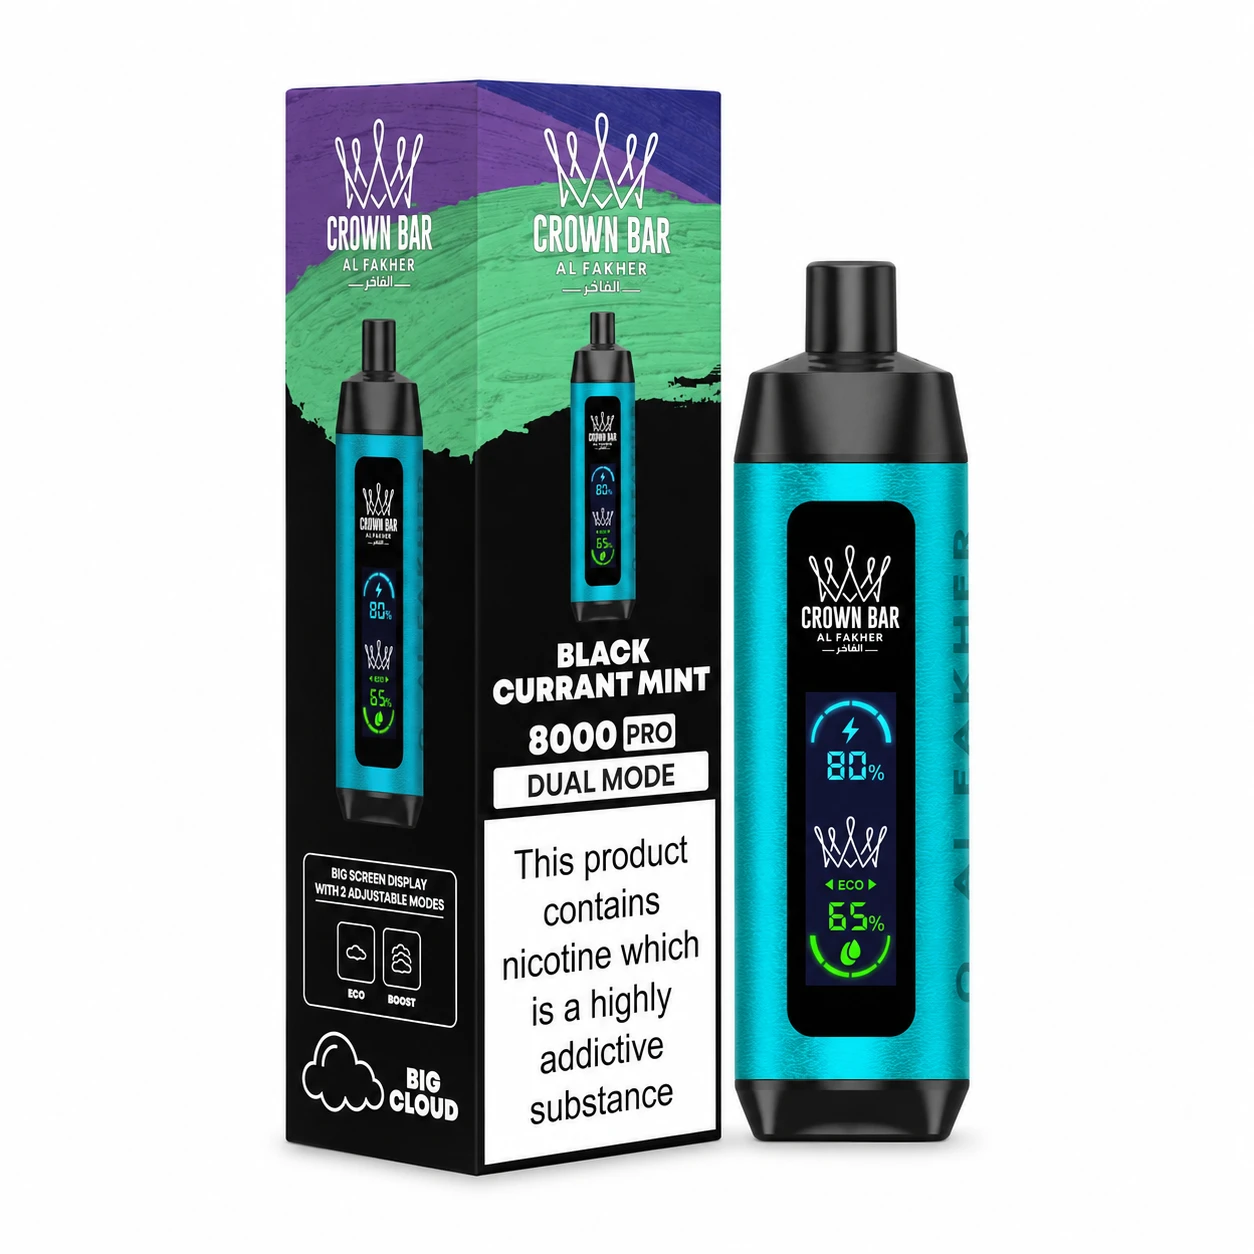 CROWN BAR
AL FAKHER
الفاخر
CROWN BAR
AL FAKHER
الفاخر
80%
ECO
65%
BIG SCREEN DISPLAY
WITH 2 ADJUSTABLE MODES
ECO
BOOST
BIG
CLOUD
CROWN BAR
AL FAKHER
الفاخر
CROWN BAR
AL FAKHER
80%
ECO
65%
BLACK
CURRANT MINT
8000 PRO
DUAL MODE
This product
contains
nicotine which
is a highly
addictive
substance
CROWN BAR
AL FAKHER
الفاخر
80%
ECO
65%
AL FAKHER